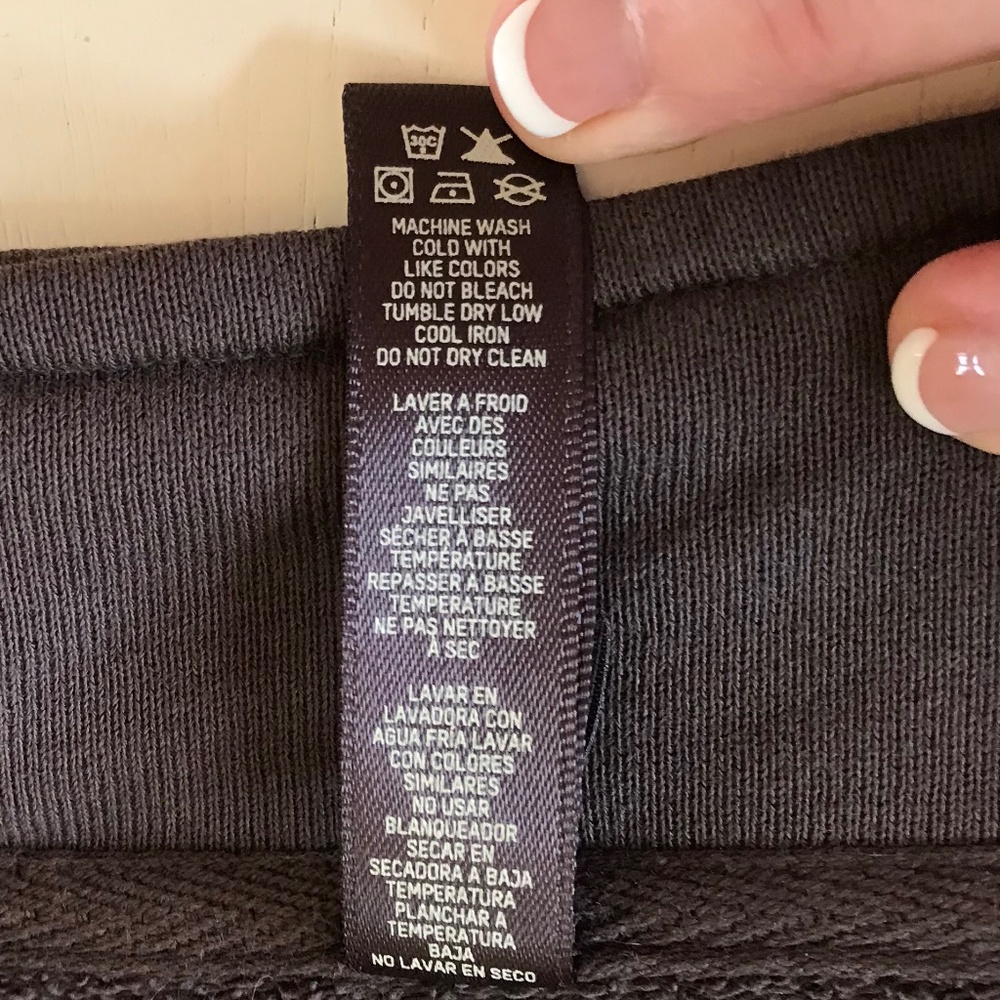 30C
MACHINE WASH
COLD WITH
LIKE COLORS
DO NOT BLEACH
TUMBLE DRY LOW
COOL IRON
DO NOT DRY CLEAN
LAVER A FROID
AVEC DES
COULEURS
SIMILAIRES
NE PAS
JAVELLISER
SÉCHER À BASSE
TEMPÉRATURE
REPASSER À BASSE
TEMPÉRATURE
NE PAS NETTOYER
À SEC
LAVAR EN
LAVADORA CON
AGUA FRÍA LAVAR
CON COLORES
SIMILARES
NO USAR
BLANQUEADOR
SECAR EN
SECADORA A BAJA
TEMPERATURA
PLANCHAR A
TEMPERATURA
BAJA
NO LAVAR EN SECO